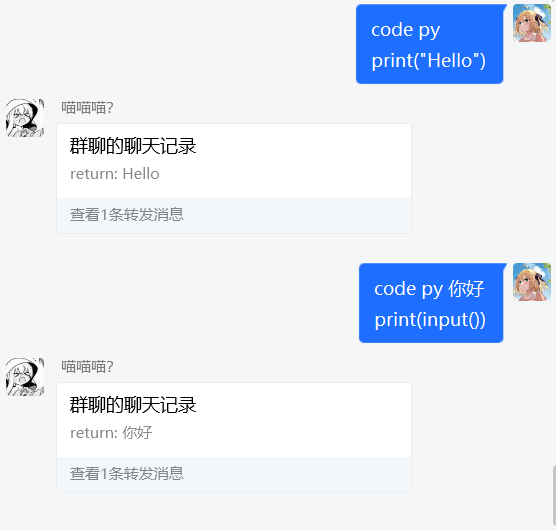 code py
print("Hello")
喵喵喵?
群聊的聊天记录
return: Hello
查看1条转发消息
code py 你好
print(input())
喵喵喵?
群聊的聊天记录
return: 你好
查看1条转发消息